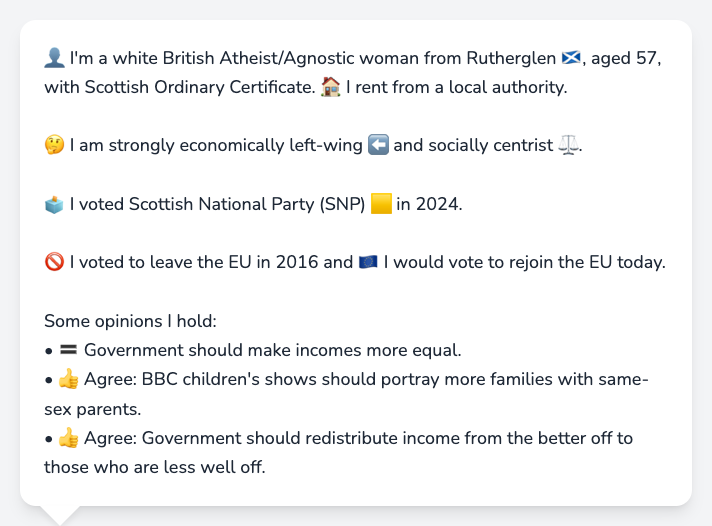 👤 I'm a white British Atheist/Agnostic woman from Rutherglen 🏴󠁧󠁢󠁳󠁣󠁴󠁿, aged 57,
with Scottish Ordinary Certificate. 🏠 I rent from a local authority.
🤔 I am strongly economically left-wing ⬅️ and socially centrist ⚖️.
🗳️ I voted Scottish National Party (SNP) 🟨 in 2024.
🚫 I voted to leave the EU in 2016 and 🇪🇺 I would vote to rejoin the EU today.
Some opinions I hold:
• 🟰 Government should make incomes more equal.
• 👍 Agree: BBC children's shows should portray more families with same-
sex parents.
• 👍 Agree: Government should redistribute income from the better off to
those who are less well off.